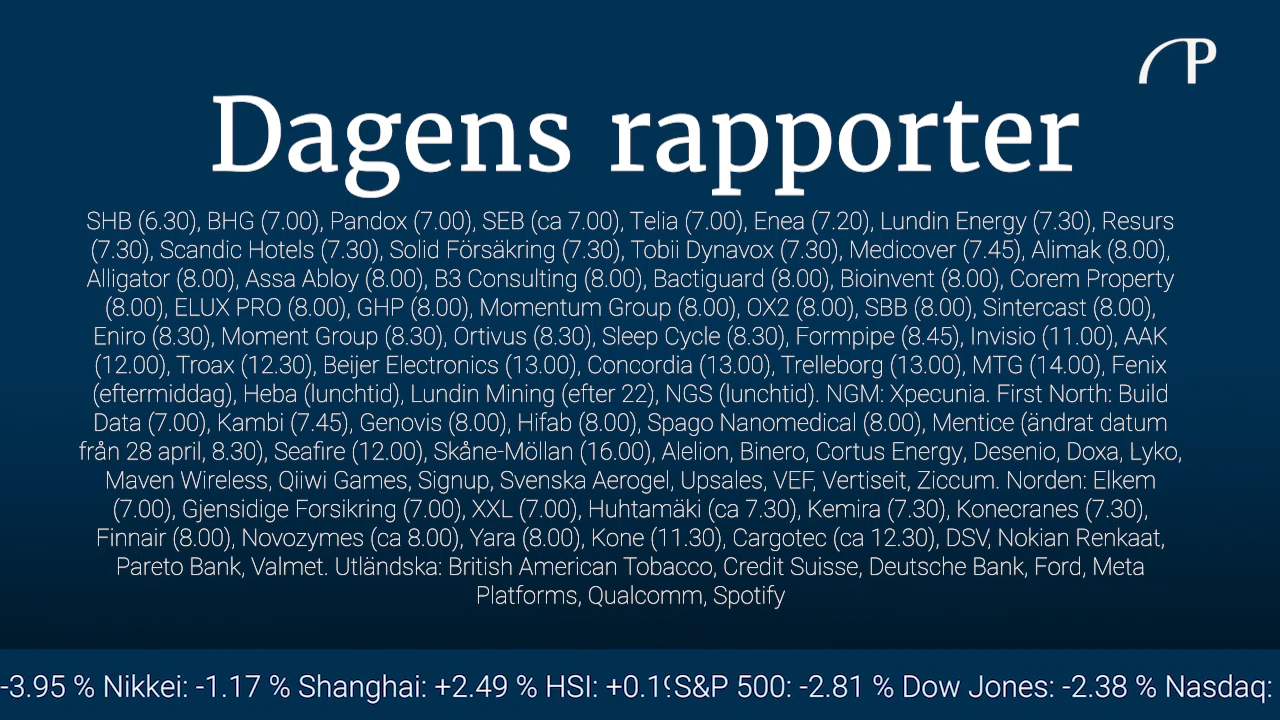 P
Dagens rapporter
SHB (6.30), BHG (7.00), Pandox (7.00), SEB (ca 7.00), Telia (7.00), Enea (7.20), Lundin Energy (7.30), Resurs
(7.30), Scandic Hotels (7.30), Solid Försäkring (7.30), Tobii Dynavox (7.30), Medicover (7.45), Alimak (8.00),
Alligator (8.00), Assa Abloy (8.00), B3 Consulting (8.00), Bactiguard (8.00), Bioinvent (8.00), Corem Property
(8.00), ELUX PRO (8.00), GHP (8.00), Momentum Group (8.00), OX2 (8.00), SBB (8.00), Sintercast (8.00),
Eniro (8.30), Moment Group (8.30), Ortivus (8.30), Sleep Cycle (8.30), Formpipe (8.45), Invisio (11.00), AAK
(12.00), Troax (12.30), Beijer Electronics (13.00), Concordia (13.00), Trelleborg (13.00), MTG (14.00), Fenix
(eftermiddag), Heba (lunchtid), Lundin Mining (efter 22), NGS (lunchtid). NGM: Xpecunia. First North: Build
Data (7.00), Kambi (7.45), Genovis (8.00), Hifab (8.00), Spago Nanomedical (8.00), Mentice (ändrat datum
från 28 april, 8.30), Seafire (12.00), Skåne-Möllan (16.00), Alelion, Binero, Cortus Energy, Desenio, Doxa, Lyko,
Maven Wireless, Qiiwi Games, Signup, Svenska Aerogel, Upsales, VEF, Vertiseit, Ziccum. Norden: Elkem
(7.00), Gjensidige Forsikring (7.00), XXL (7.00), Huhtamäki (ca 7.30), Kemira (7.30), Konecranes (7.30),
Finnair (8.00), Novozymes (ca 8.00), Yara (8.00), Kone (11.30), Cargotec (ca 12.30), DSV, Nokian Renkaat,
Pareto Bank, Valmet. Utländska: British American Tobacco, Credit Suisse, Deutsche Bank, Ford, Meta
Platforms, Qualcomm, Spotify
-3.95 % Nikkei: -1.17 % Shanghai: +2.49 % HSI: +0.1 S&P 500: -2.81 % Dow Jones: -2.38 % Nasdaq: